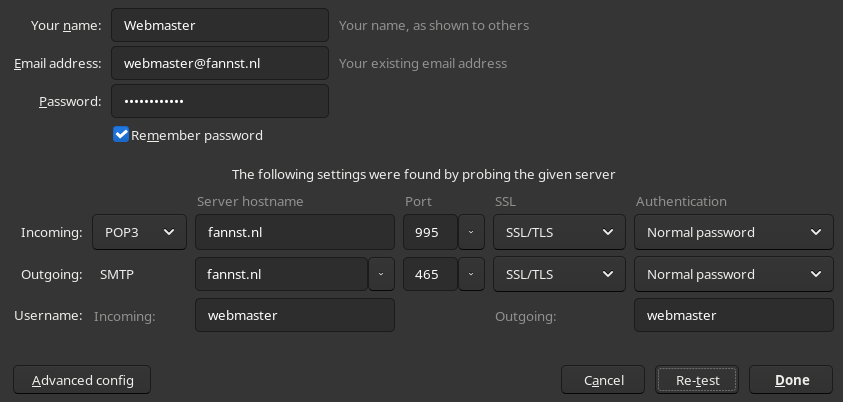 Your name: Webmaster Your name, as shown to others
Email address: webmaster@fannst.nl Your existing email address
Password: ••••••••••••
Remember password
The following settings were found by probing the given server
Server hostname Port SSL Authentication
Incoming: POP3 fannst.nl 995 SSL/TLS Normal password
Outgoing: SMTP fannst.nl 465 SSL/TLS Normal password
Username: Incoming: webmaster Outgoing: webmaster
Advanced config Cancel Re-test Done